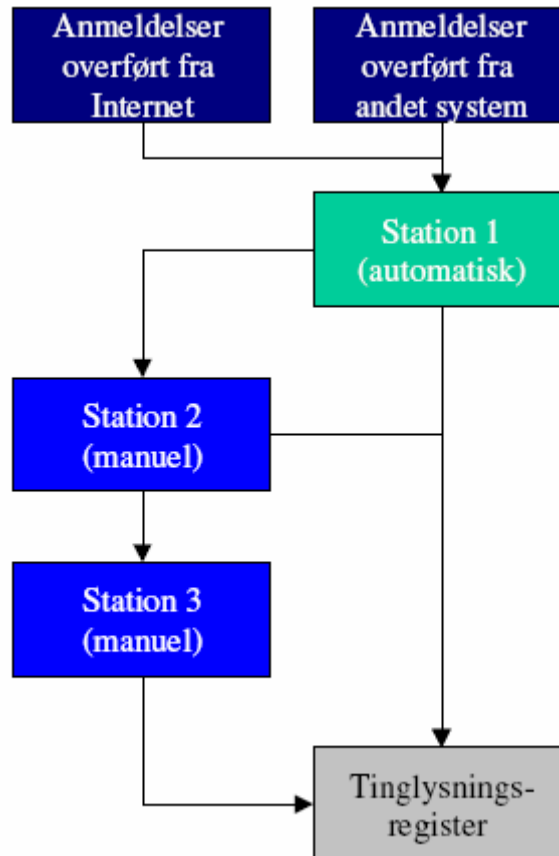 Anmeldelser
overført fra
Internet
Anmeldelser
overført fra
andet system
Station 1
(automatisk)
Station 2
(manuel)
Station 3
(manuel)
Tinglysnings-
register